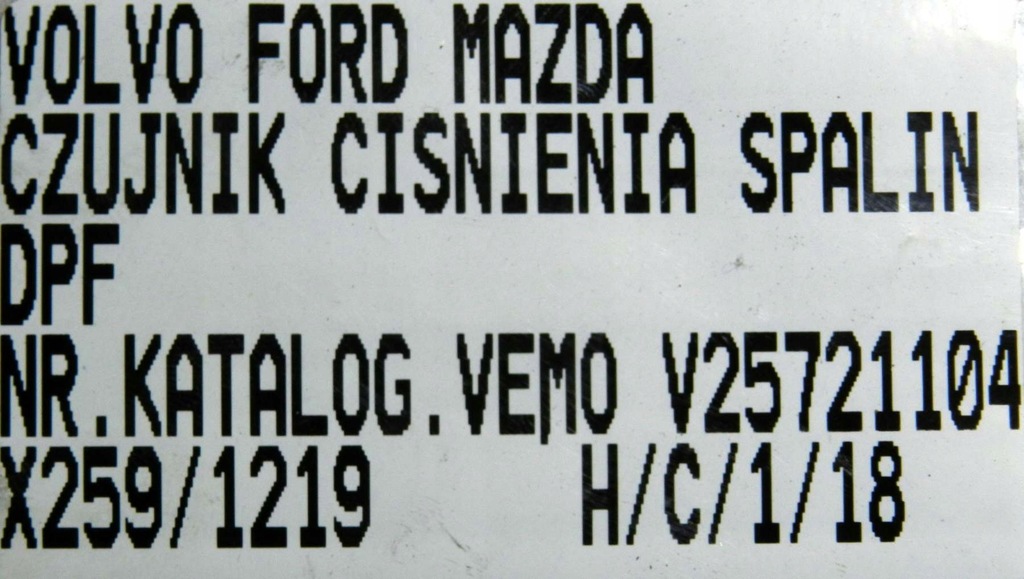 VOLVO FORD MAZDA
CZUJNIK CISNIENIA SPALIN
DPF
NR.KATALOG.VEMO V25721104
X259/1219 H/C/1/18